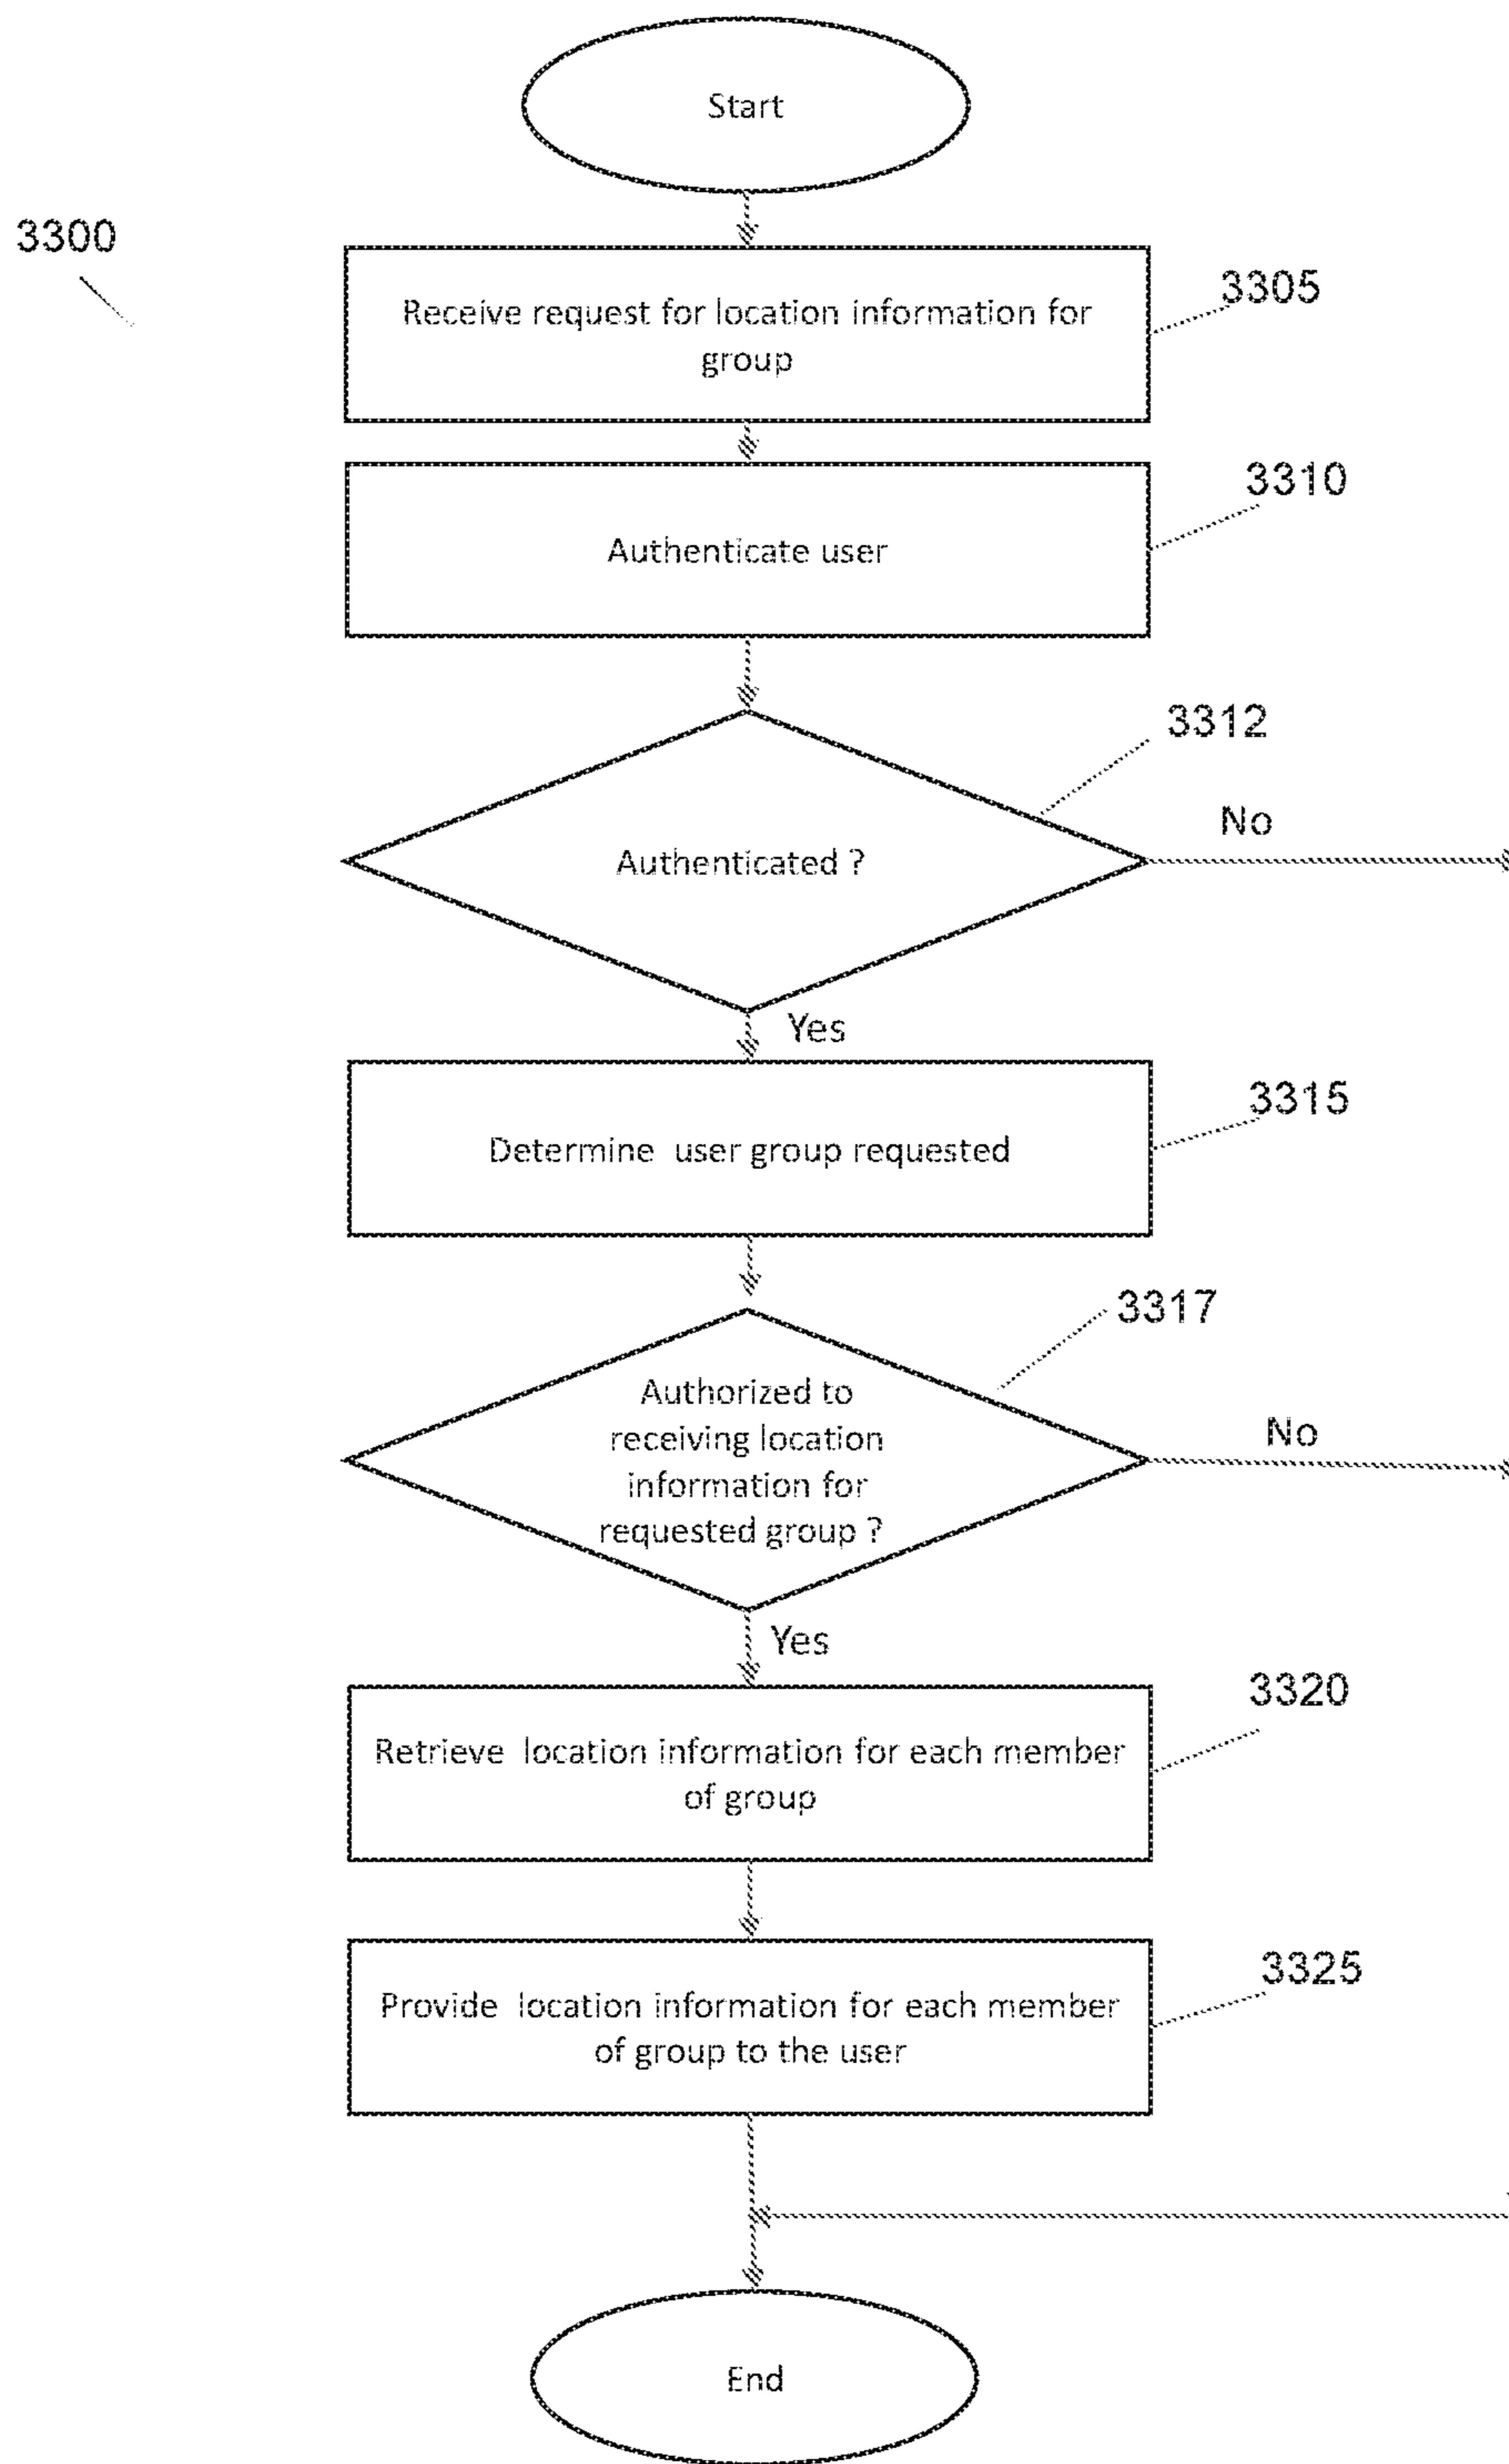 Start
3300
3305
Receive request for location information for
group
3310
Authenticate user
3312
Authenticated ?
No
Yes
3315
Determine user group requested
3317
Authorized to
receiving location
information for
requested group ?
No
Yes
3320
Retrieve location information for each member
of group
3325
Provide location information for each member
of group to the user
End